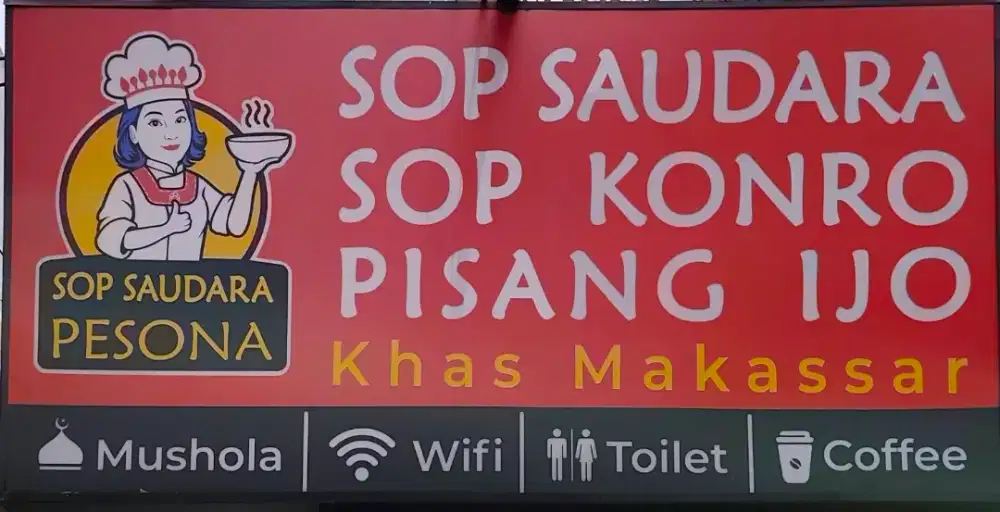 SOP SAUDARA
PESONA
SOP SAUDARA
SOP KONRO
PISANG IJO
Khas Makassar
Mushola
Wifi
Toilet
Coffee